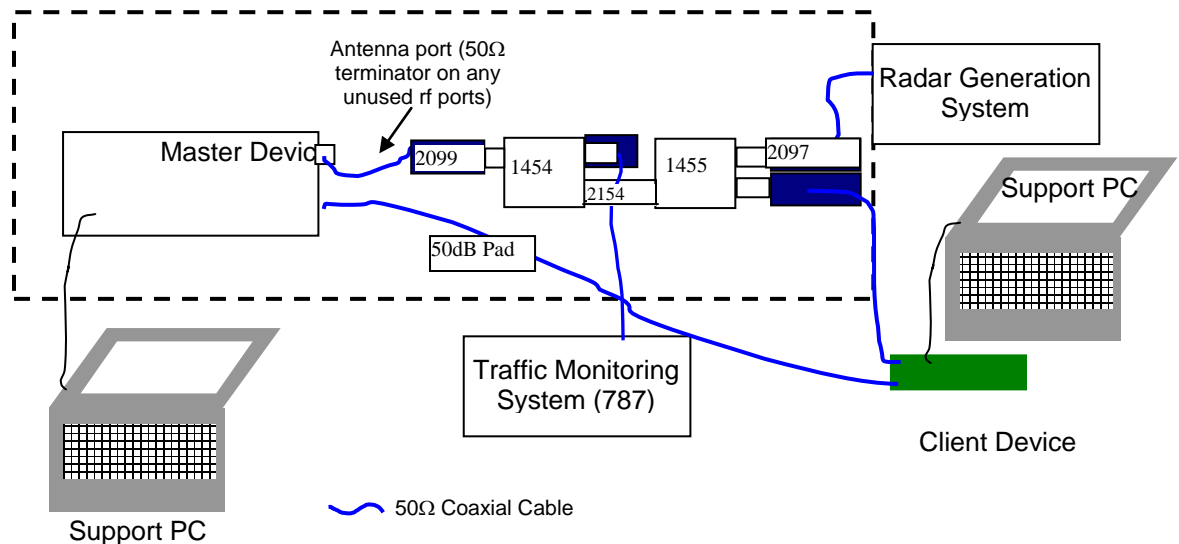 Antenna port (50Ω
terminator on any
unused rf ports)
Radar Generation
System
Master Devic
2099
1454
2154
1455
2097
Support PC
50dB Pad
Traffic Monitoring
System (787)
Client Device
50Ω Coaxial Cable
Support PC